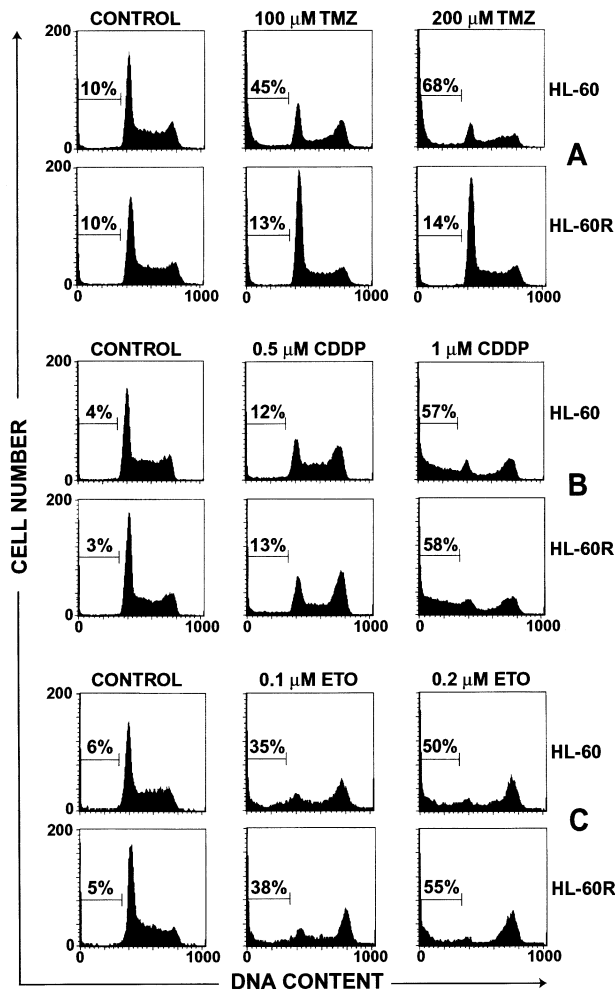 CONTROL 100 µM TMZ 200 µM TMZ
200
10% 45% 68% HL-60
0
A
200
10% 13% 14% HL-60R
0
0 1000 0 1000 0 1000
CONTROL 0.5 µM CDDP 1 µM CDDP
200
4% 12% 57% HL-60
0
B
200
3% 13% 58% HL-60R
0
0 1000 0 1000 0 1000
CONTROL 0.1 µM ETO 0.2 µM ETO
200
6% 35% 50% HL-60
0
C
200
5% 38% 55% HL-60R
0
0 1000 0 1000 0 1000
CELL NUMBER
DNA CONTENT